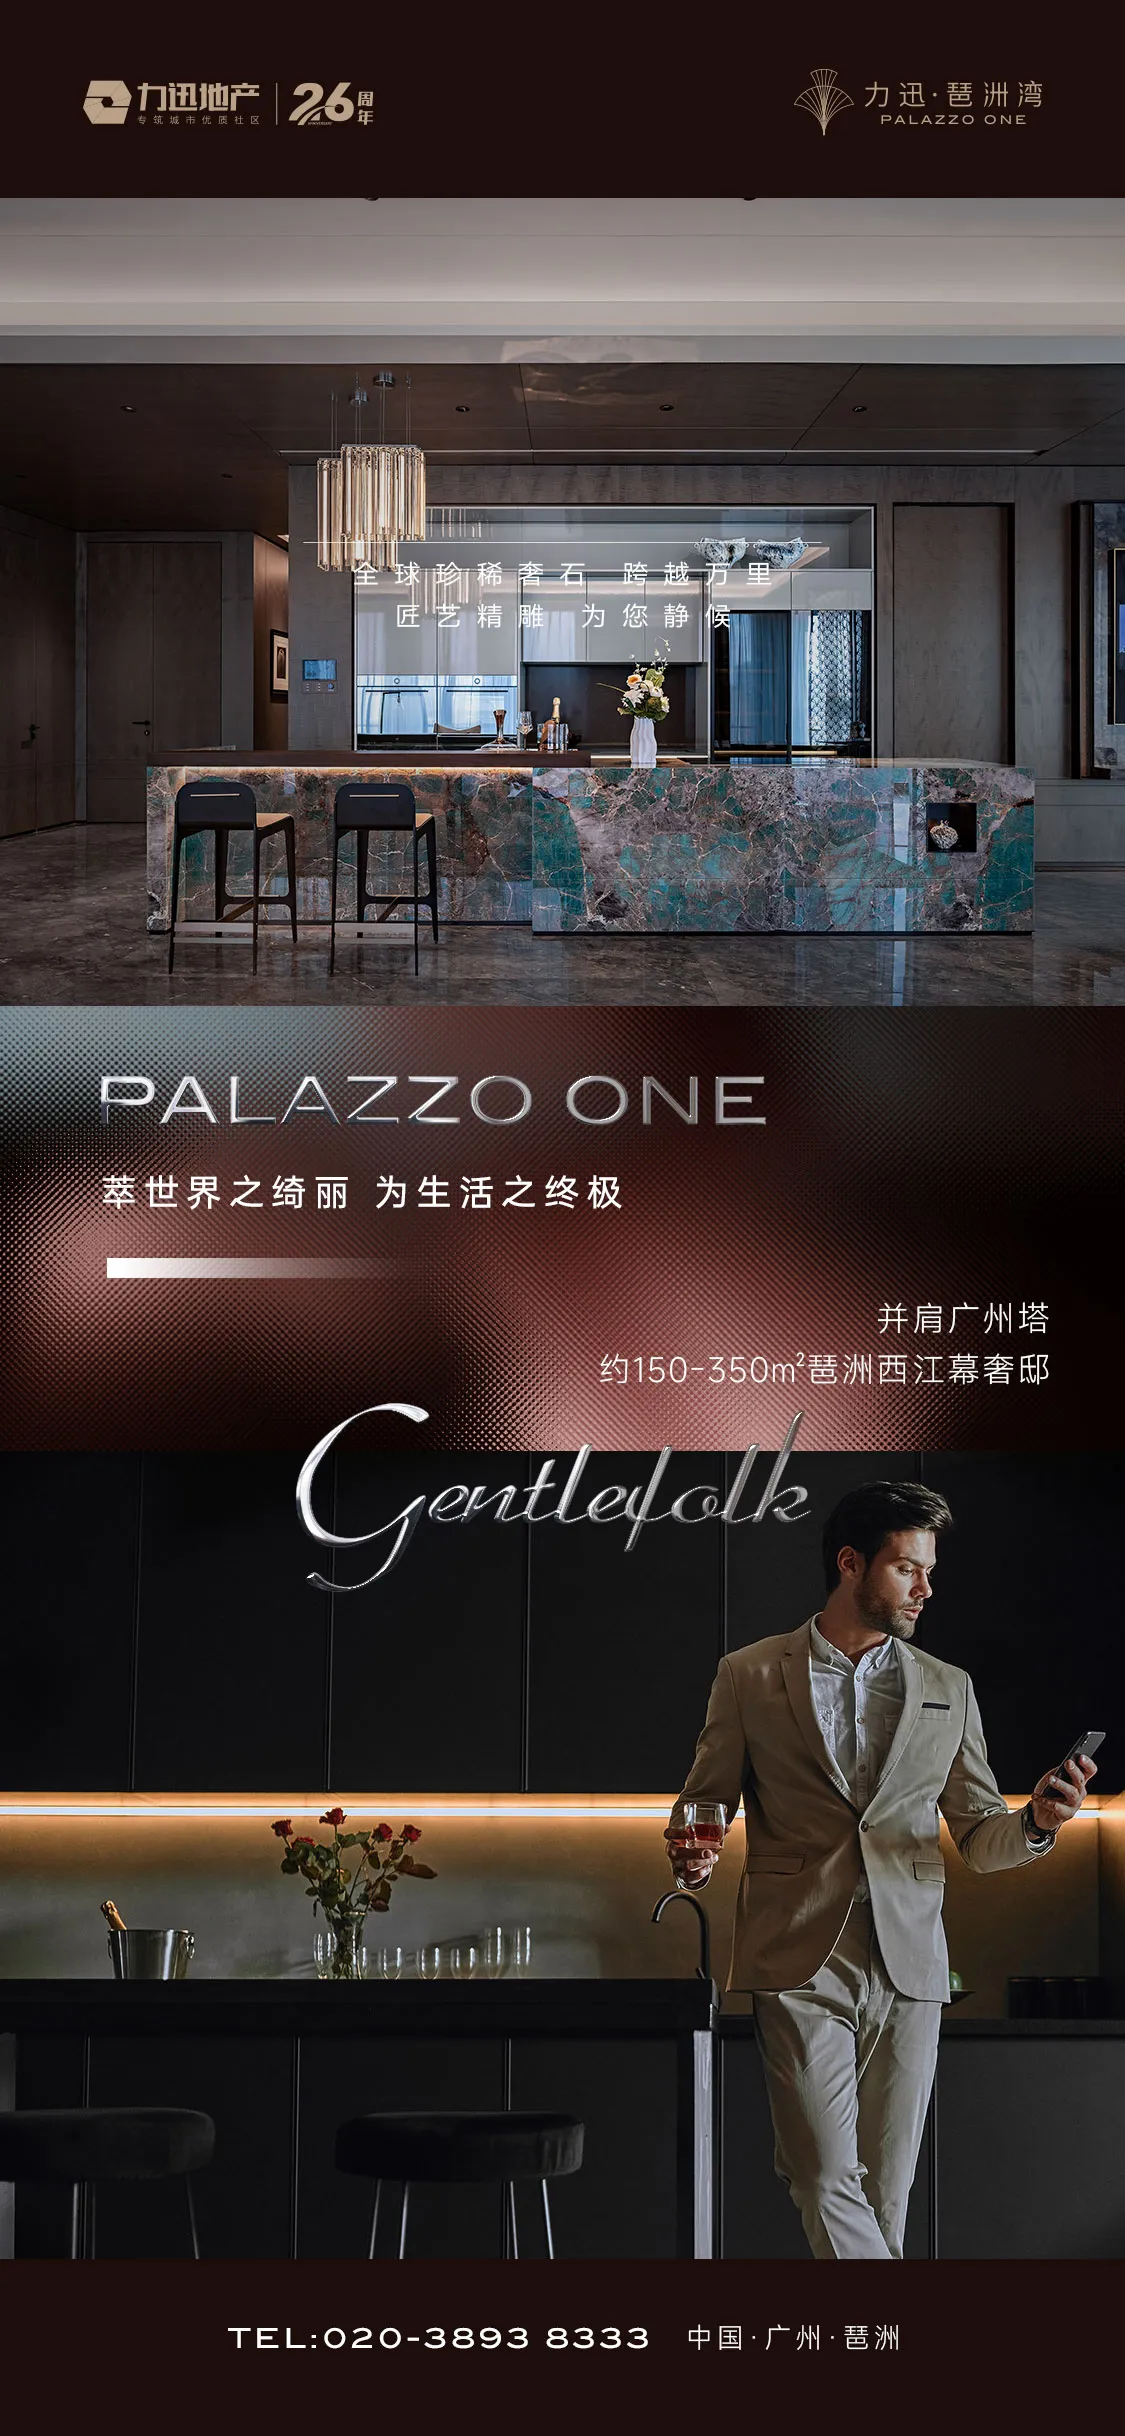 力迅地产
专筑城市优质社区
26周年
ANNIVERSARY
力迅·琶洲湾
PALAZZO ONE
全球珍稀奢石 跨越万里
匠艺精雕 为您静候
PALAZZO ONE
萃世界之绮丽 为生活之终极
并肩广州塔
约150-350㎡琶洲西江幕奢邸
Gentlefolk
TEL:020-3893 8333 中国·广州·琶洲